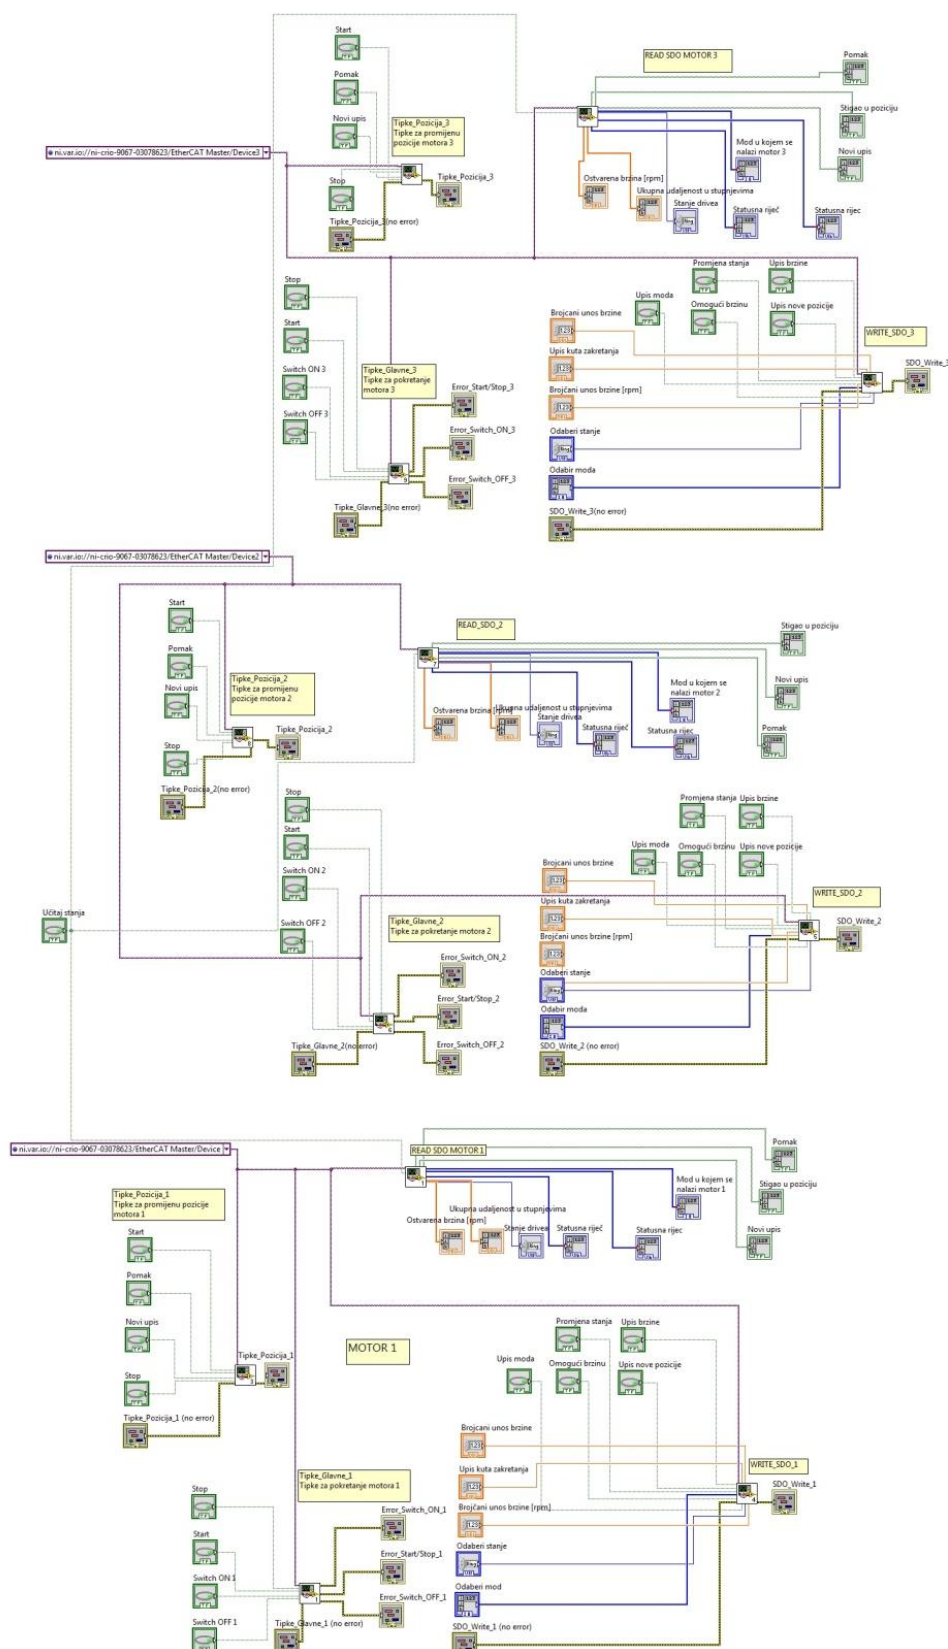 Start
READ SDO MOTOR 3
Pomak
Pomak
Stigao u poziciju
Novi upis
Tipke_Pozicija_3
Tipke za promijenu
pozicije motora 3
Mod u kojem se
nalazi motor 3
Novi upis
ni.var.io://ni-crio-9067-03078623/EtherCAT Master/Device3
Stop
Tipke_Pozicija_3
Ostvarena brzina [rpm]
Ukupna udaljenost u stupnjevima
Stanje drivea
Statusna riječ
Statusna rijec
Tipke_Pozicija_3(no error)
Stop
Promjena stanja
Upis brzine
Upis moda
Omogući brzinu
Upis nove pozicije
Brojcani unos brzine
Start
WRITE_SDO_3
Upis kuta zakretanja
SDO_Write_3
Switch ON 3
Tipke_Glavne_3
Tipke za pokretanje
motora 3
Error_Start/Stop_3
Brojčani unos brzine [rpm]
Switch OFF 3
Error_Switch_ON_3
Odaberi stanje
Error_Switch_OFF_3
Odabir moda
Tipke_Glavne_3(no error)
SDO_Write_3(no error)
ni.var.io://ni-crio-9067-03078623/EtherCAT Master/Device2
Start
READ_SDO_2
Stigao u poziciju
Pomak
Novi upis
Tipke_Pozicija_2
Tipke za promijenu
pozicije motora 2
Mod u kojem se
nalazi motor 2
Novi upis
Ostvarena brzina [rpm]
Ukupna udaljenost u stupnjevima
Stanje drivea
Statusna riječ
Statusna rijec
Pomak
Tipke_Pozicija_2
Stop
Tipke_Pozicija_2(no error)
Stop
Promjena stanja
Upis brzine
Start
Upis moda
Omogući brzinu
Upis nove pozicije
Brojcani unos brzine
Switch ON 2
WRITE_SDO_2
Upis kuta zakretanja
Učitaj stanja
Switch OFF 2
Tipke_Glavne_2
Tipke za pokretanje motora 2
SDO_Write_2
Brojčani unos brzine [rpm]
Error_Switch_ON_2
Odaberi stanje
Error_Start/Stop_2
Odabir moda
Tipke_Glavne_2(no error)
Error_Switch_OFF_2
SDO_Write_2 (no error)
ni.var.io://ni-crio-9067-03078623/EtherCAT Master/Device
READ SDO MOTOR 1
Pomak
Mod u kojem se
nalazi motor 1
Stigao u poziciju
Tipke_Pozicija_1
Tipke za promijenu pozicije
motora 1
Ukupna udaljenost u stupnjevima
Ostvarena brzina [rpm]
Stanje drivea
Statusna riječ
Statusna rijec
Novi upis
Start
Pomak
Novi upis
MOTOR 1
Promjena stanja
Upis brzine
Tipke_Pozicija_1
Upis moda
Omogući brzinu
Upis nove pozicije
Stop
Tipke_Pozicija_1 (no error)
Brojcani unos brzine
Upis kuta zakretanja
WRITE_SDO_1
Tipke_Glavne_1
Tipke za pokretanje motora 1
SDO_Write_1
Stop
Error_Switch_ON_1
Brojčani unos brzine [rpm]
Start
Error_Start/Stop_1
Odaberi stanje
Switch ON 1
Error_Switch_OFF_1
Odaberi mod
Switch OFF 1
Tipke_Glavne_1 (no error)
SDO_Write_1 (no error)